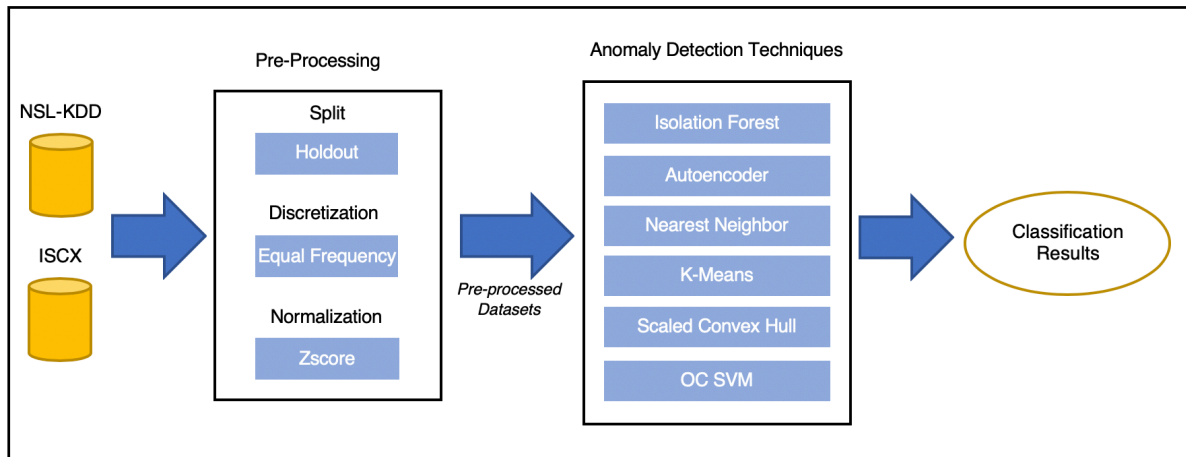 NSL-KDD
ISCX
Pre-Processing
Split
Holdout
Discretization
Equal Frequency
Normalization
Zscore
Pre-processed
Datasets
Anomaly Detection Techniques
Isolation Forest
Autoencoder
Nearest Neighbor
K-Means
Scaled Convex Hull
OC SVM
Classification
Results